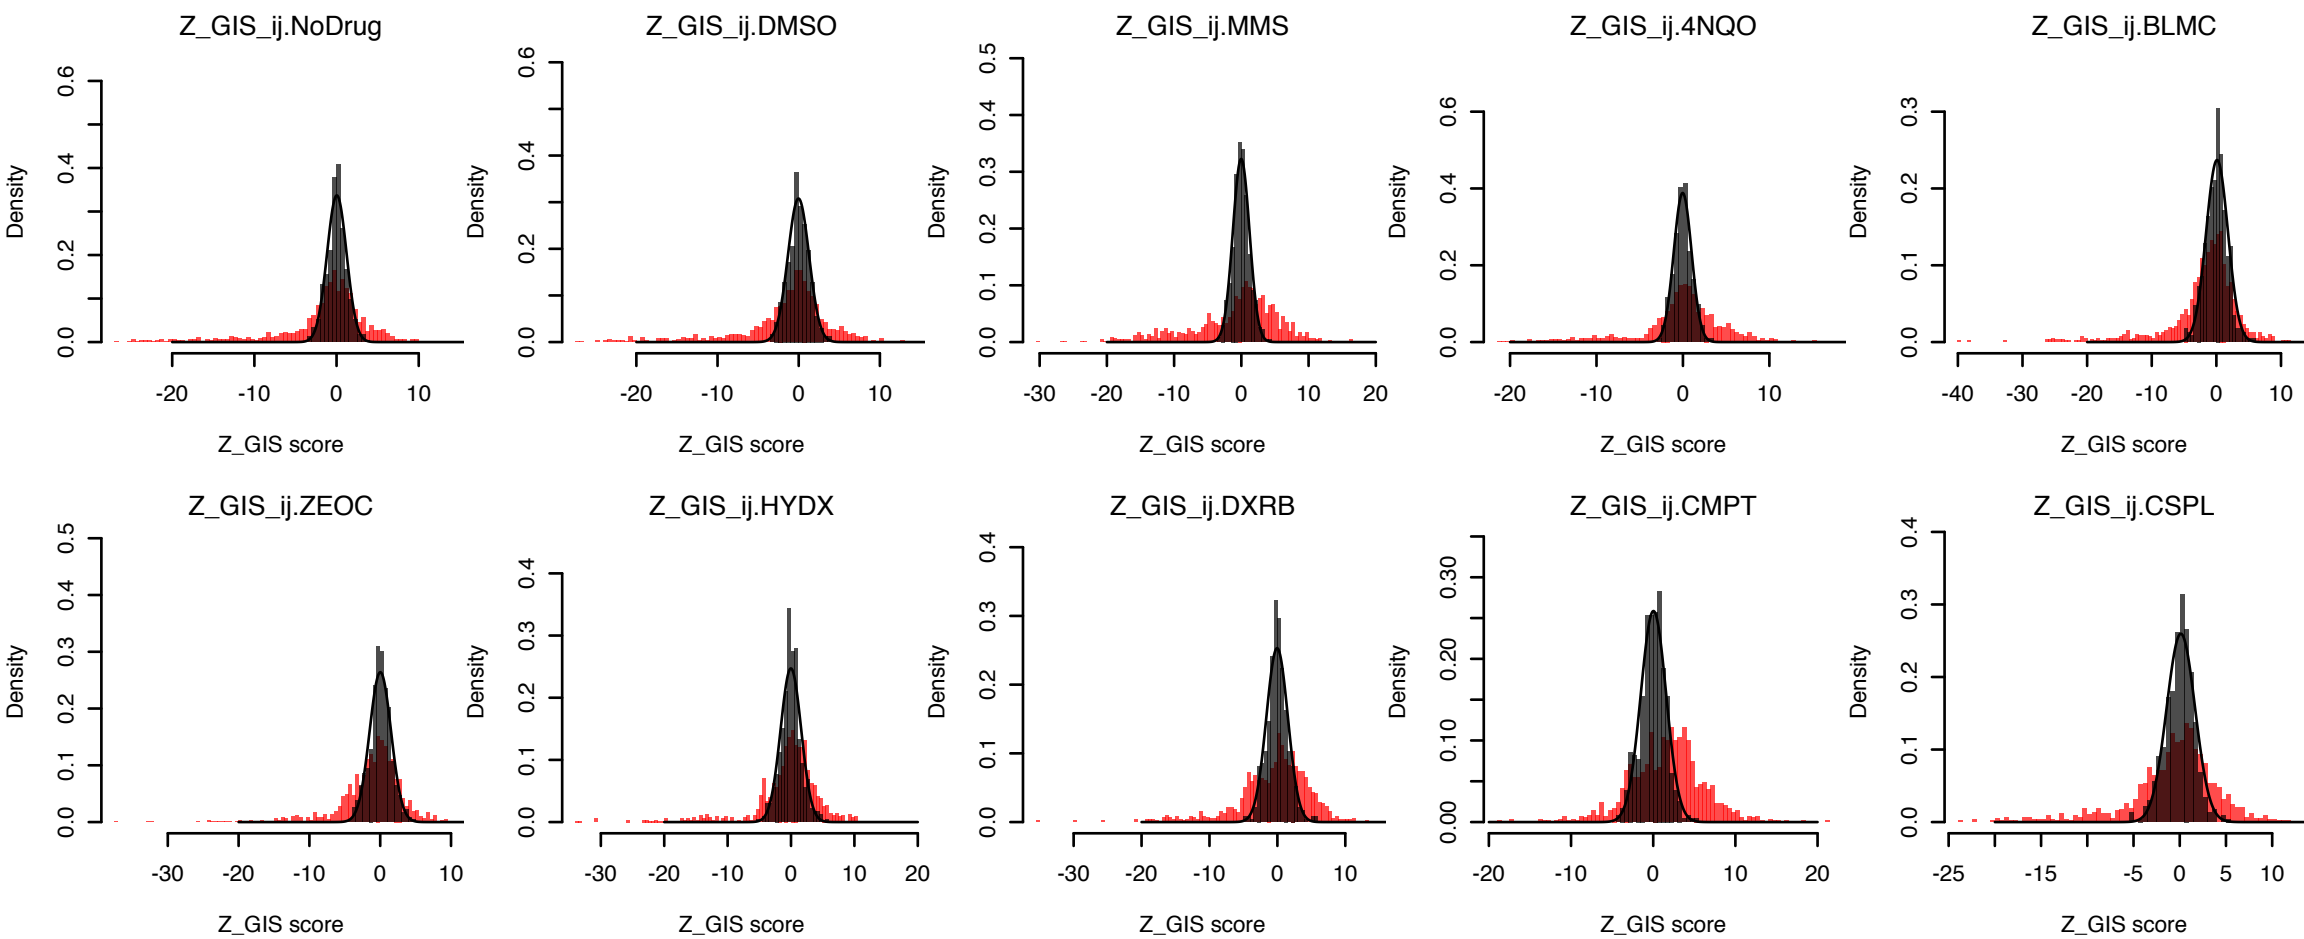 Z_GIS_ij.NoDrug
Density
0.0 0.2 0.4 0.6
-20 -10 0 10
Z_GIS score
Z_GIS_ij.DMSO
Density
0.0 0.2 0.4 0.6
-20 -10 0 10
Z_GIS score
Z_GIS_ij.MMS
Density
0.0 0.1 0.2 0.3 0.4 0.5
-30 -20 -10 0 10 20
Z_GIS score
Z_GIS_ij.4NQO
Density
0.0 0.2 0.4 0.6
-20 -10 0 10
Z_GIS score
Z_GIS_ij.BLMC
Density
0.0 0.1 0.2 0.3
-40 -30 -20 -10 0 10
Z_GIS score
Z_GIS_ij.ZEOC
Density
0.0 0.1 0.2 0.3 0.4 0.5
-30 -20 -10 0 10
Z_GIS score
Z_GIS_ij.HYDX
Density
0.0 0.1 0.2 0.3 0.4
-30 -20 -10 0 10 20
Z_GIS score
Z_GIS_ij.DXRB
Density
0.0 0.1 0.2 0.3 0.4
-30 -20 -10 0 10
Z_GIS score
Z_GIS_ij.CMPT
Density
0.00 0.10 0.20 0.30
-20 -10 0 10 20
Z_GIS score
Z_GIS_ij.CSPL
Density
0.0 0.1 0.2 0.3 0.4
-25 -15 -5 0 5 10
Z_GIS score